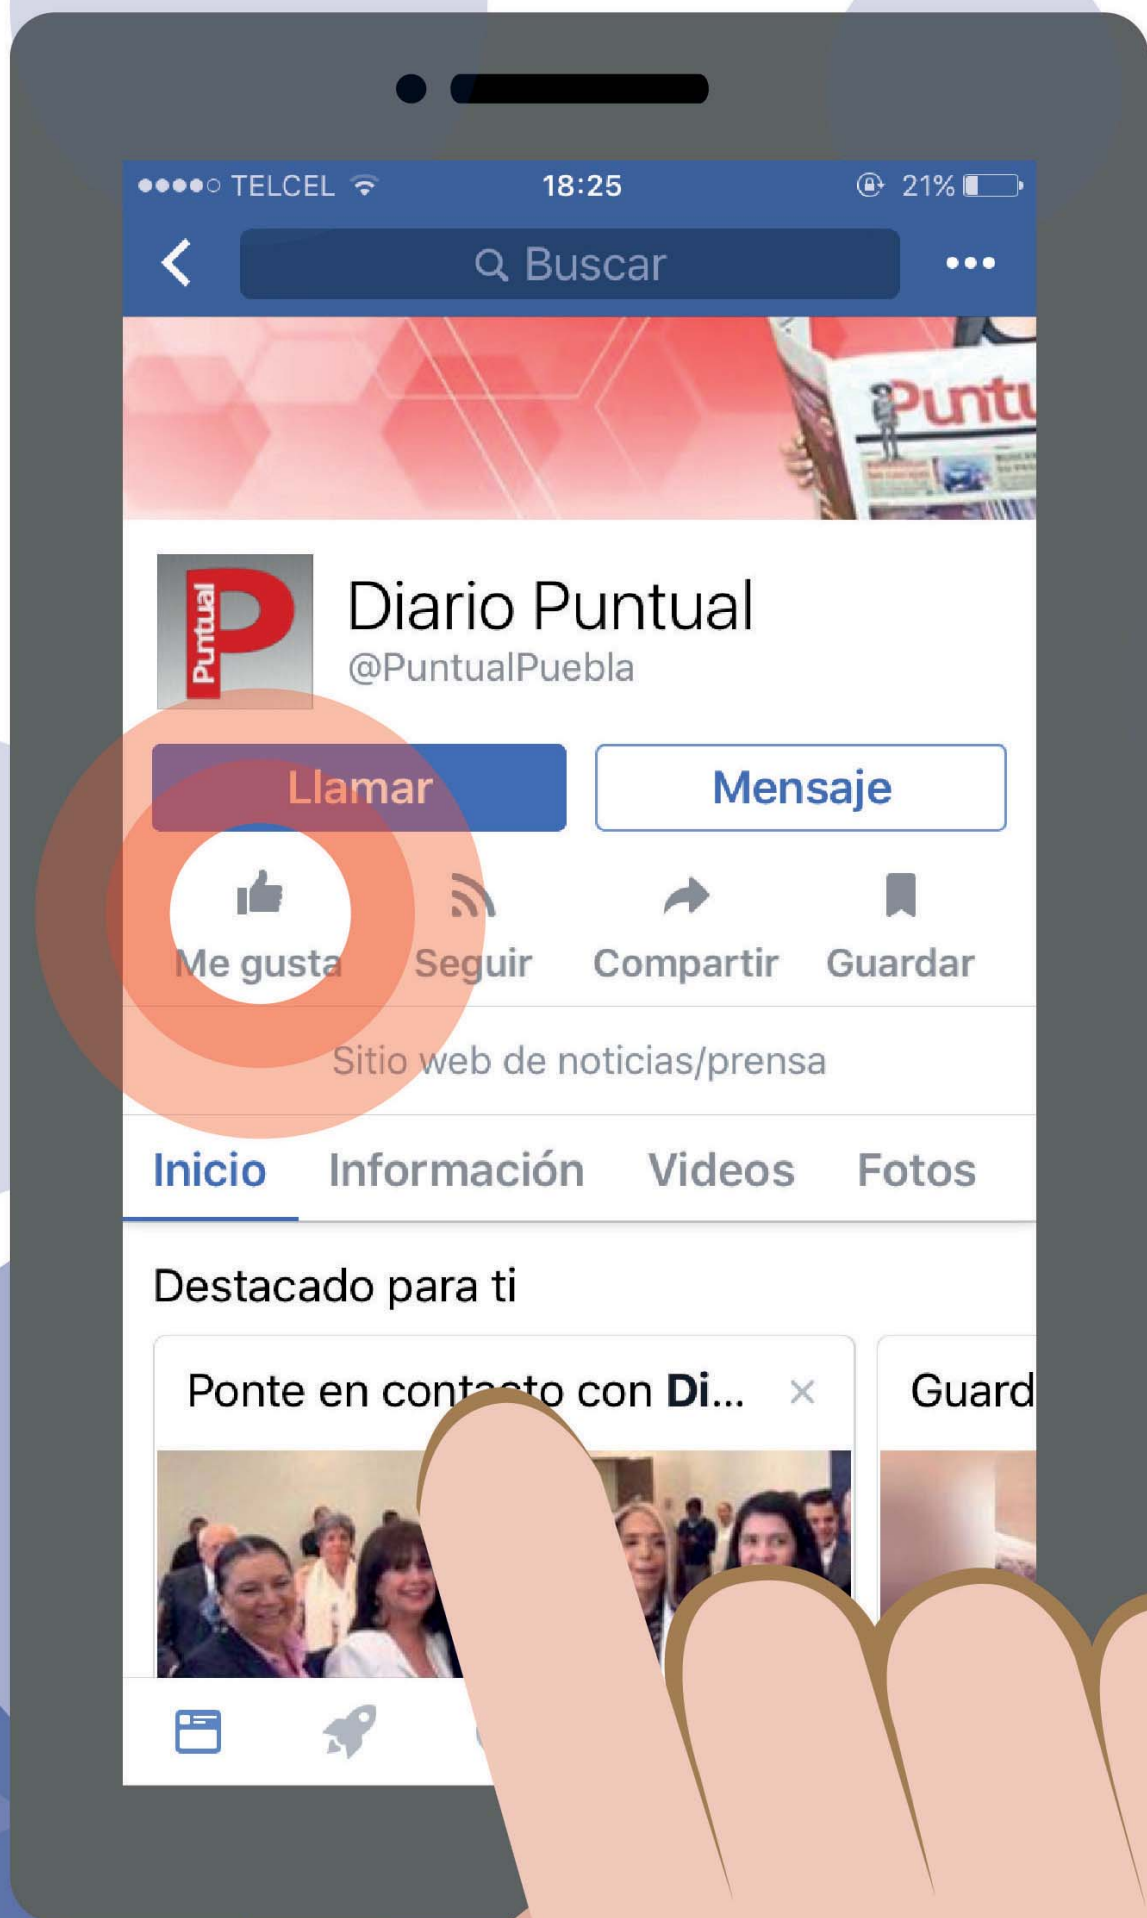 TELCEL 18:25 21%
Buscar
Puntu
Puntual
Diario Puntual
@PuntualPuebla
Llamar Mensaje
Me gusta Seguir Compartir Guardar
Sitio web de noticias/prensa
Inicio Información Videos Fotos
Destacado para ti
Ponte en contacto con Di... × Guard